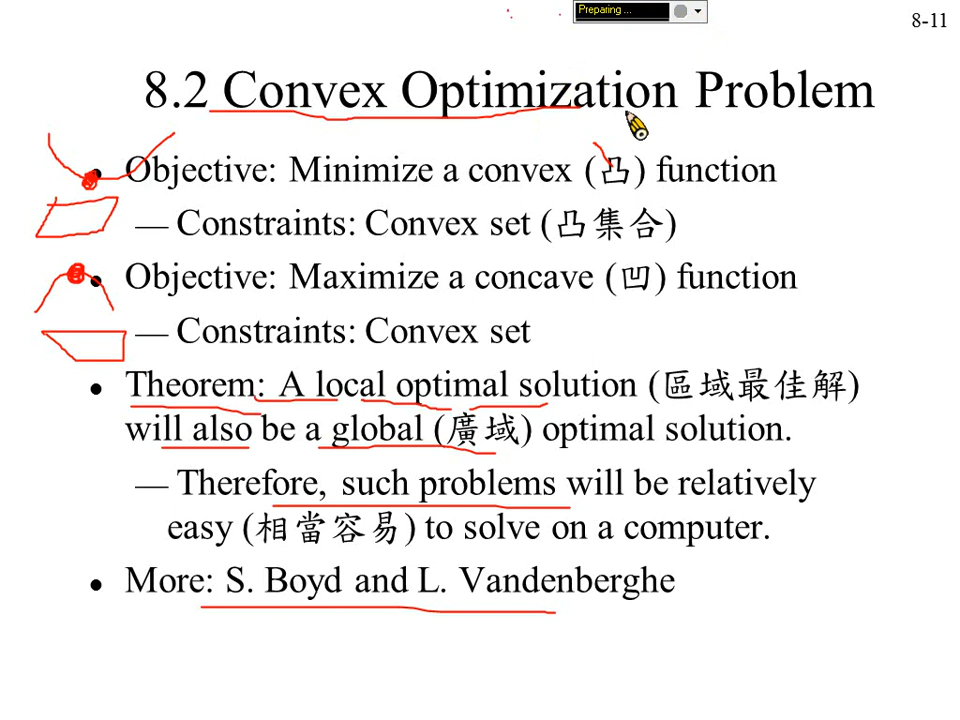 Preparing ...
8-11
8.2 Convex Optimization Problem
• Objective: Minimize a convex (凸) function
— Constraints: Convex set (凸集合)
• Objective: Maximize a concave (凹) function
— Constraints: Convex set
• Theorem: A local optimal solution (區域最佳解)
will also be a global (廣域) optimal solution.
— Therefore, such problems will be relatively
easy (相當容易) to solve on a computer.
• More: S. Boyd and L. Vandenberghe